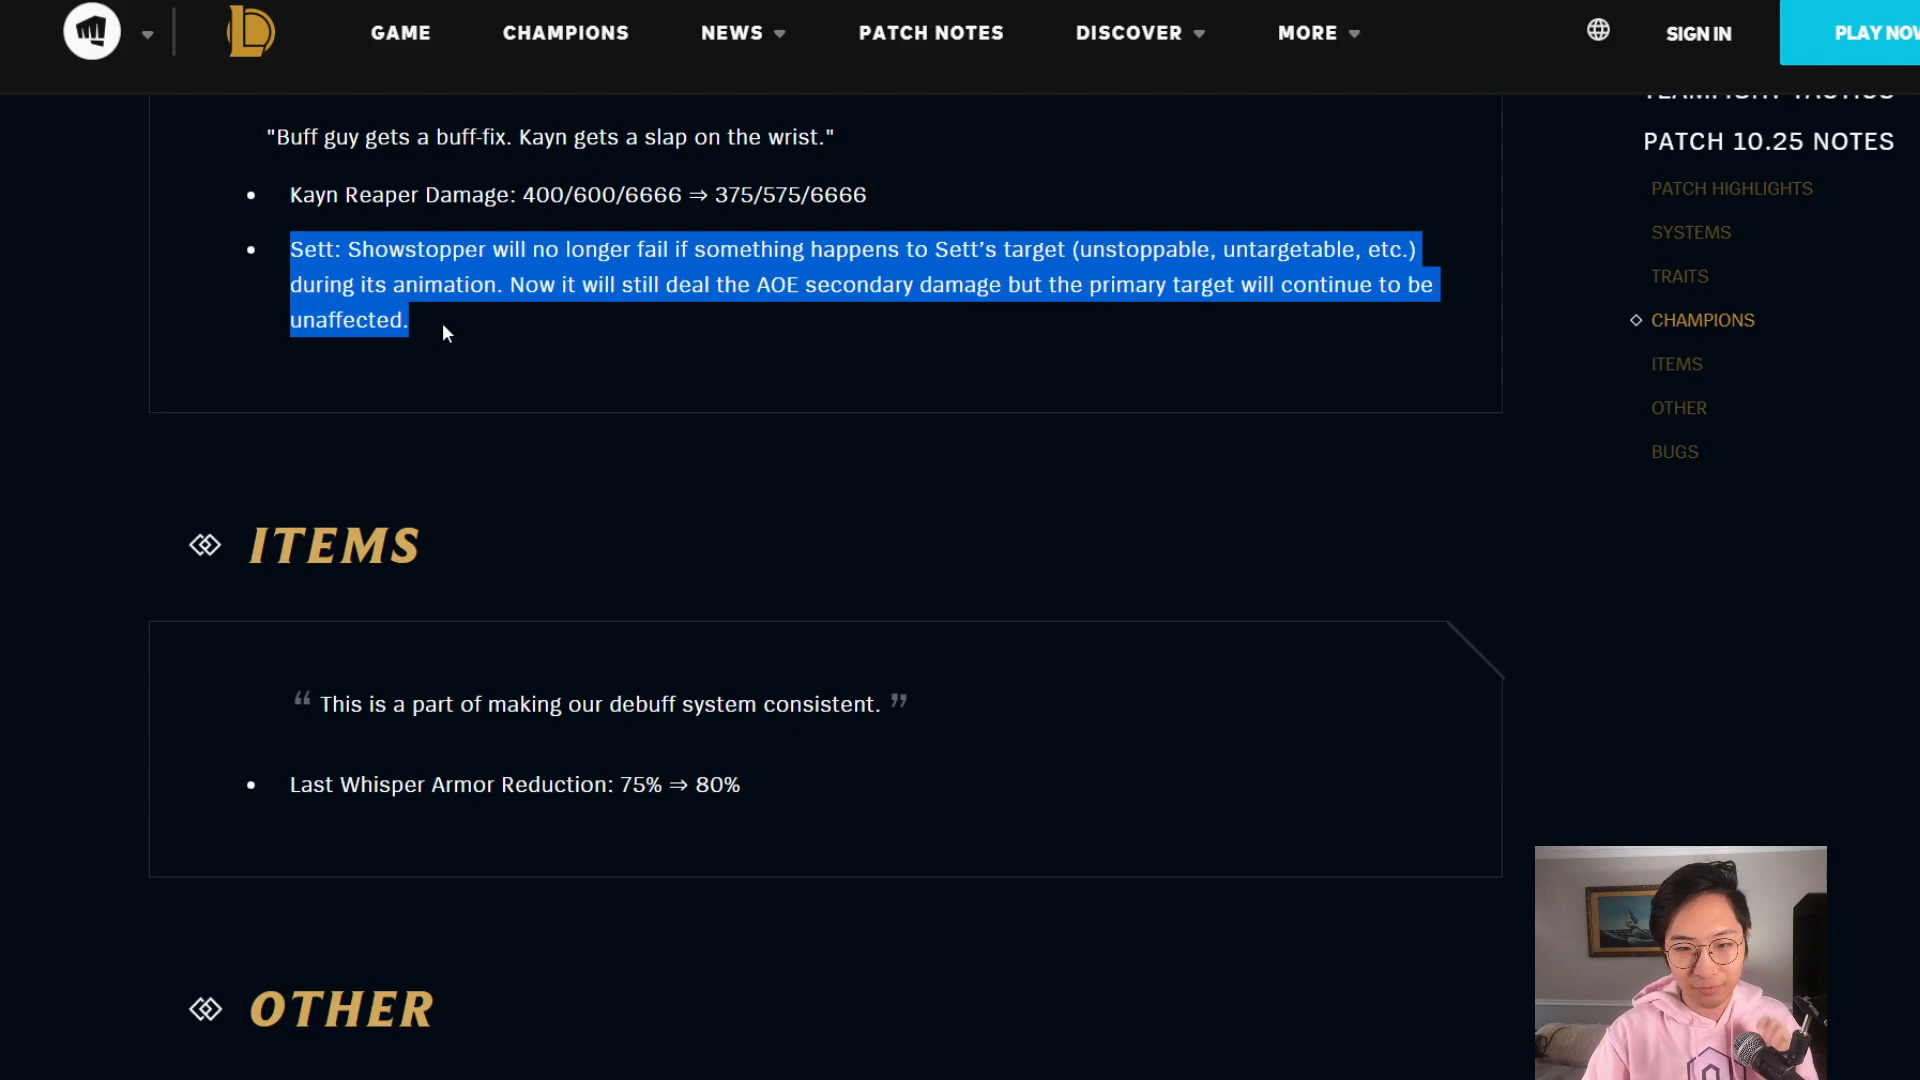 GAME
CHAMPIONS
NEWS
PATCH NOTES
DISCOVER
MORE
SIGN IN
PLAY NOW
"Buff guy gets a buff-fix. Kayn gets a slap on the wrist."
Kayn Reaper Damage: 400/600/6666 ⇒ 375/575/6666
Sett: Showstopper will no longer fail if something happens to Sett’s target (unstoppable, untargetable, etc.)
during its animation. Now it will still deal the AOE secondary damage but the primary target will continue to be
unaffected.
ITEMS
“ This is a part of making our debuff system consistent. ”
Last Whisper Armor Reduction: 75% ⇒ 80%
OTHER
TEAMFIGHT TACTICS
PATCH 10.25 NOTES
PATCH HIGHLIGHTS
SYSTEMS
TRAITS
CHAMPIONS
ITEMS
OTHER
BUGS